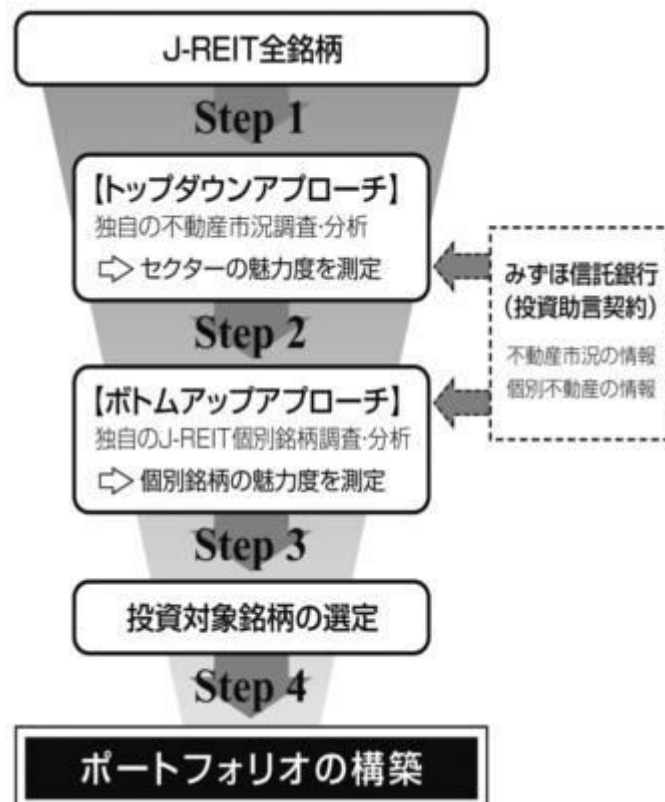 J-REIT全銘柄
Step 1
【トップダウンアプローチ】
独自の不動産市況調査・分析
⇨ セクターの魅力度を測定
みずほ信託銀行
(投資助言契約)
不動産市況の情報
個別不動産の情報
Step 2
【ボトムアップアプローチ】
独自のJ-REIT個別銘柄調査・分析
⇨ 個別銘柄の魅力度を測定
Step 3
投資対象銘柄の選定
Step 4
ポートフォリオの構築